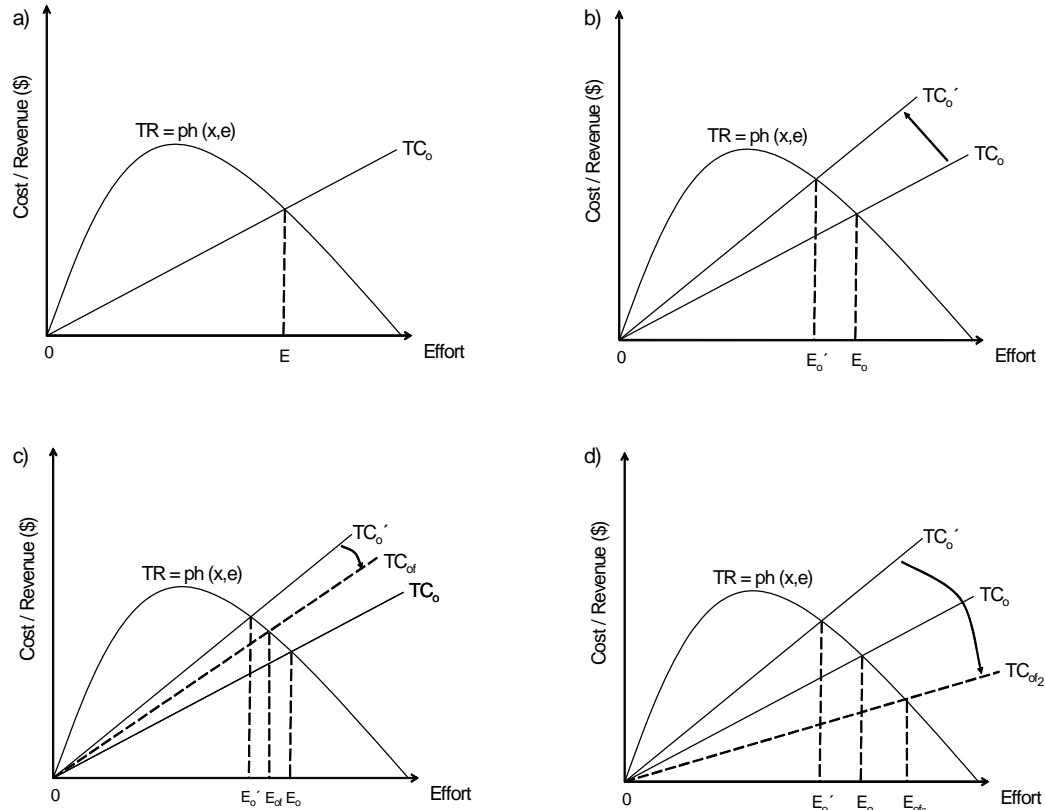 a)
Cost / Revenue ($)
TR = ph (x,e)
TCo
0
E
Effort
b)
Cost / Revenue ($)
TR = ph (x,e)
TCo´
TCo
0
Eo´
Eo
Effort
c)
Cost / Revenue ($)
TR = ph (x,e)
TCo´
TCof
TCo
0
Eo´
Eof
Eo
Effort
d)
Cost / Revenue ($)
TR = ph (x,e)
TCo´
TCo
TCof2
0
Eo´
Eo
Eof2
Effort